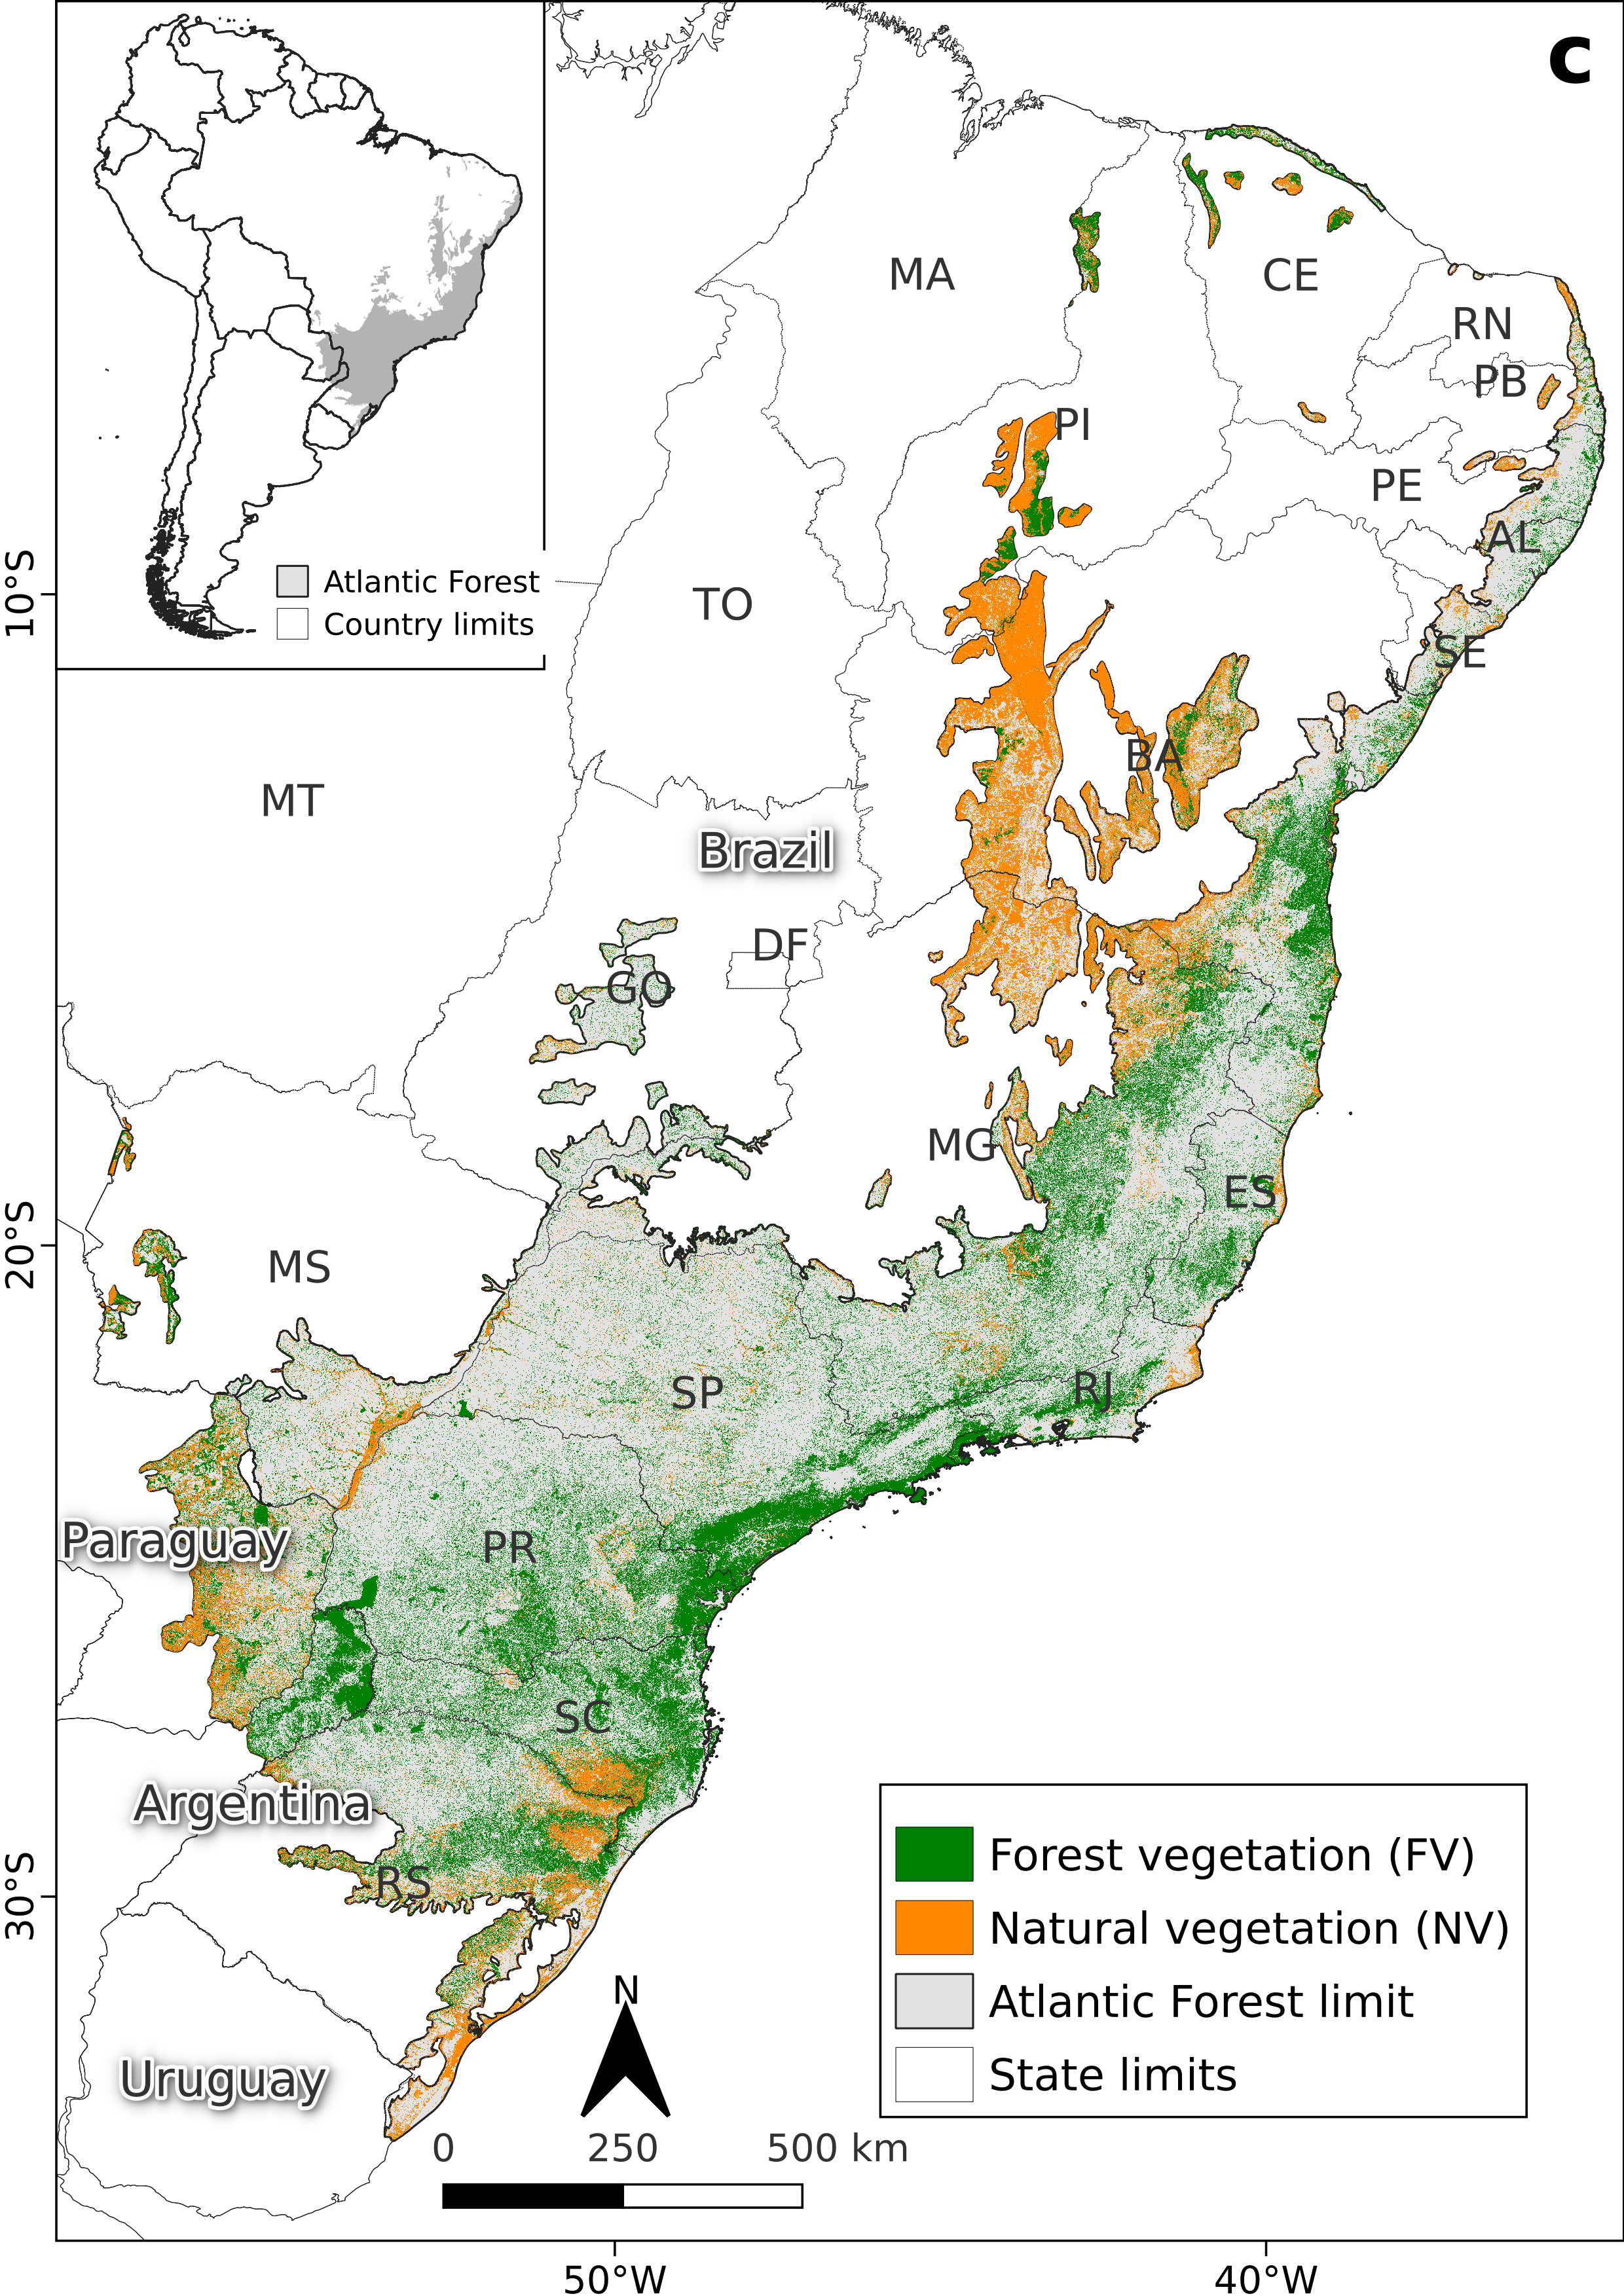 c
Atlantic Forest
Country limits
MA
CE
RN
PB
PI
PE
AL
10°S
TO
SE
BA
MT
Brazil
DF
GO
MG
ES
20°S
MS
SP
RJ
PR
Paraguay
SC
Argentina
RS
30°S
Uruguay
Forest vegetation (FV)
Natural vegetation (NV)
Atlantic Forest limit
State limits
N
0 250 500 km
50°W 40°W